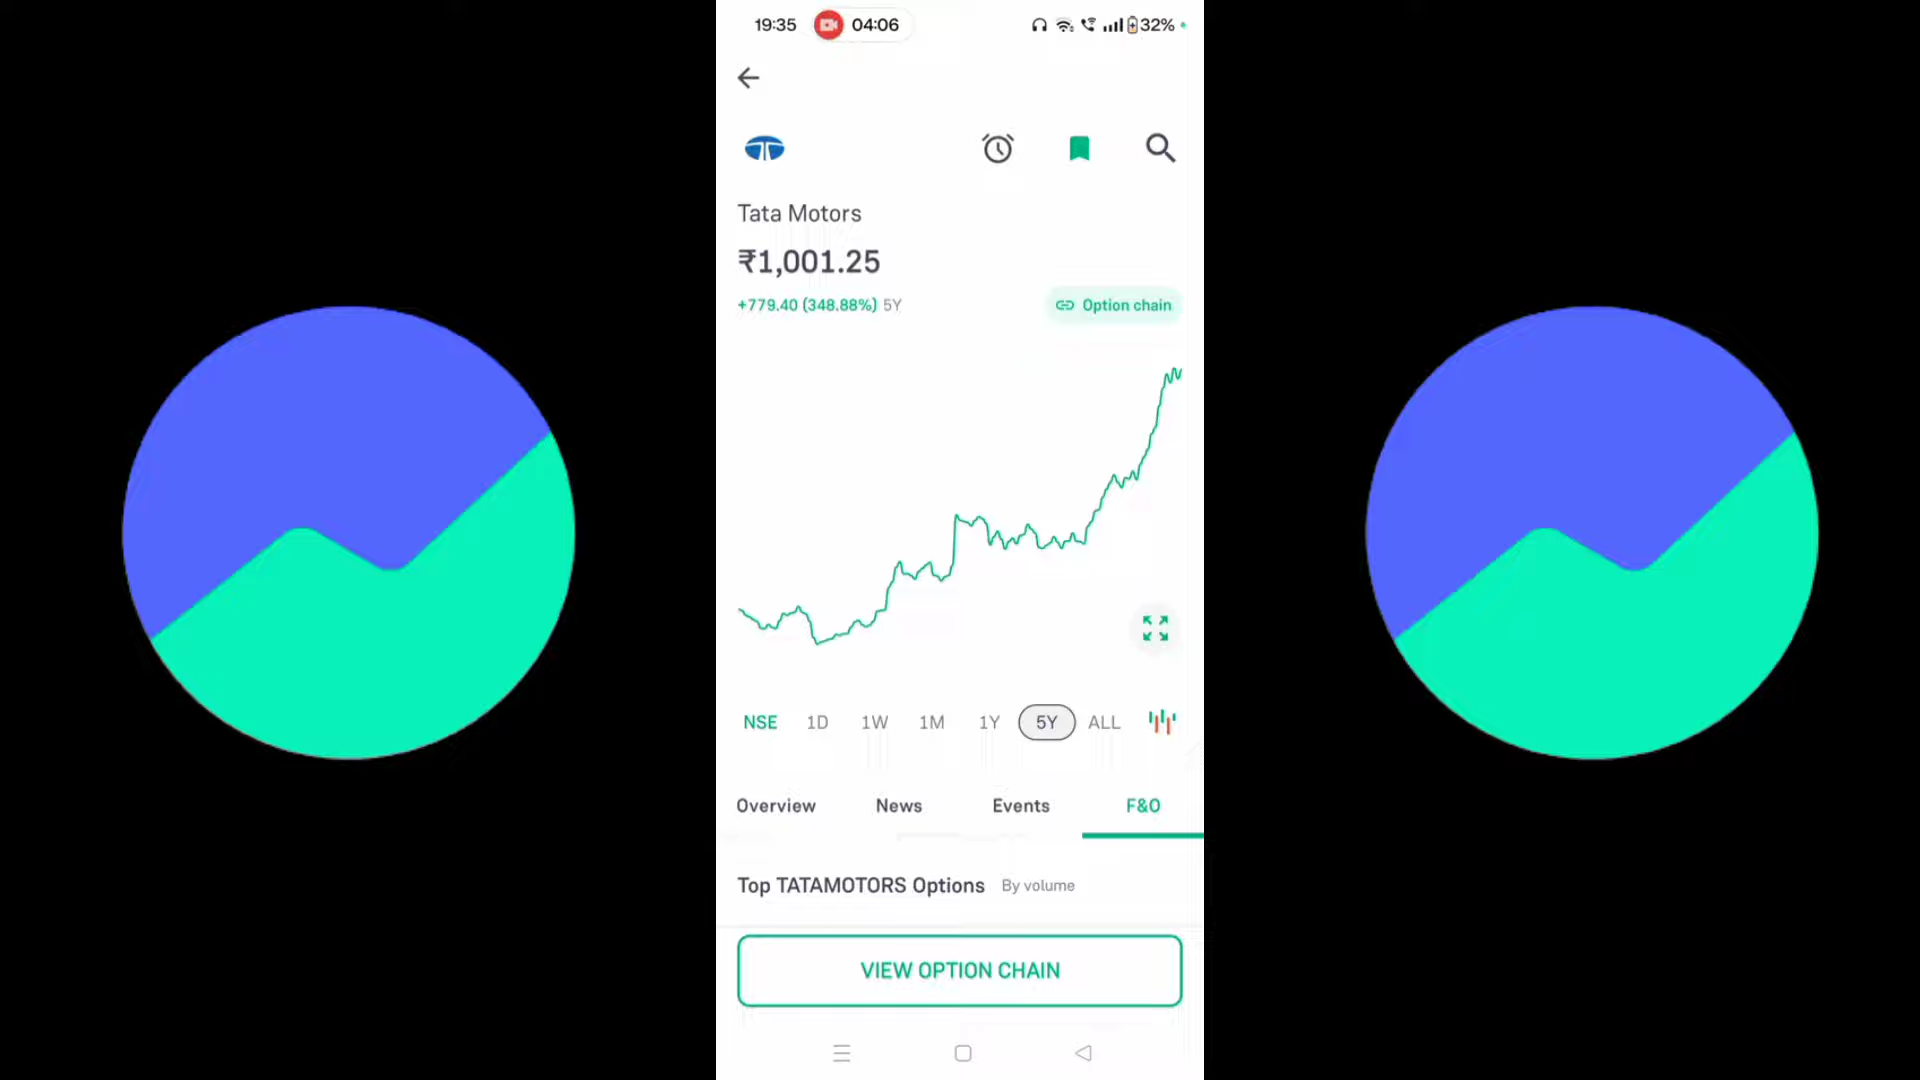 19:35 04:06 32%
Tata Motors
₹1,001.25
+779.40 (348.88%) 5Y
Option chain
NSE 1D 1W 1M 1Y 5Y ALL
Overview News Events F&O
Top TATAMOTORS Options By volume
VIEW OPTION CHAIN